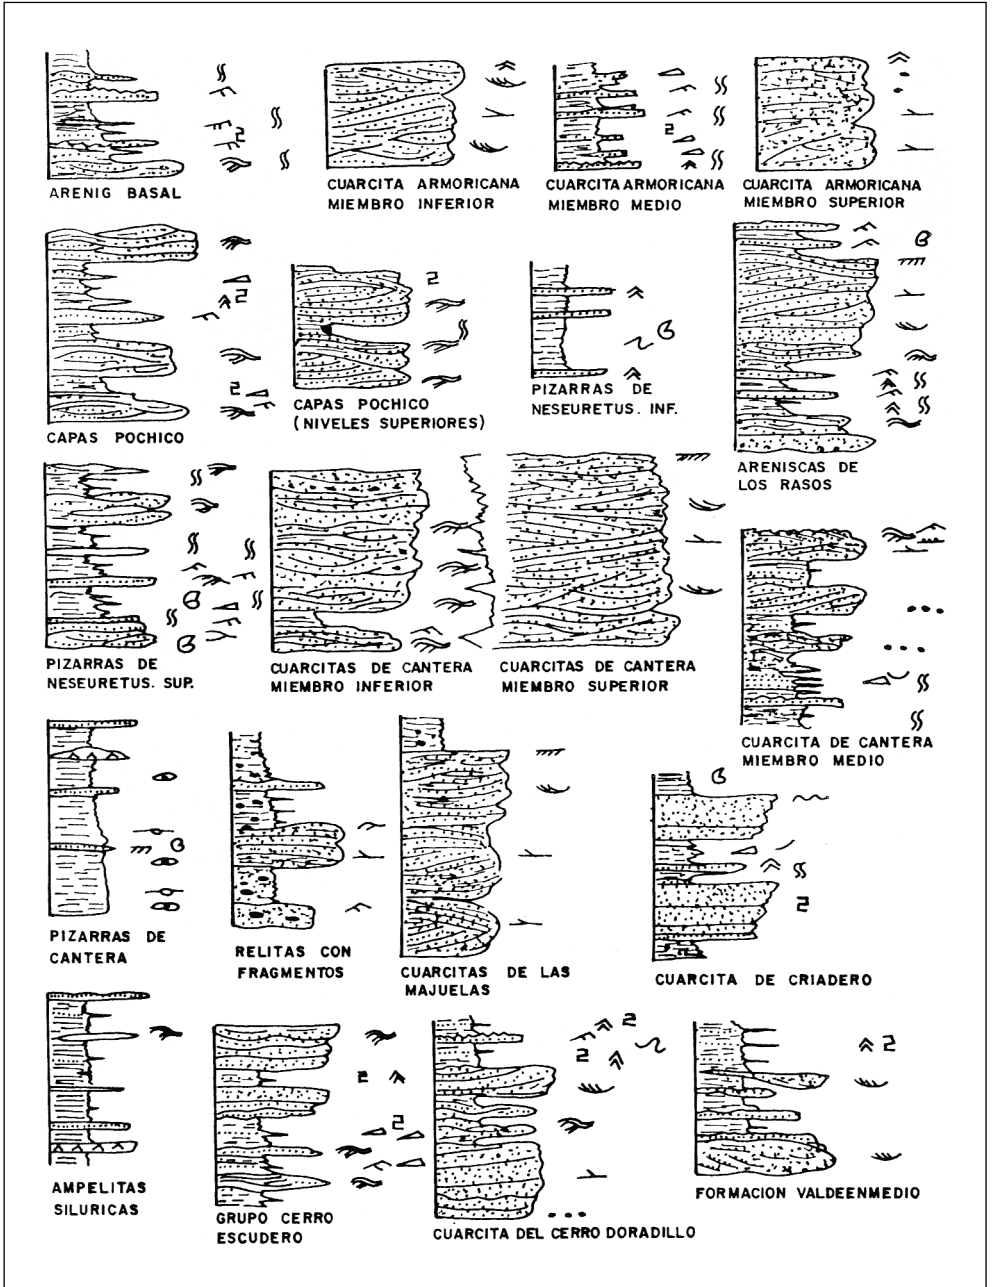 ARENIG BASAL
CUARCITA ARMORICANA
MIEMBRO INFERIOR
CUARCITA ARMORICANA
MIEMBRO MEDIO
CUARCITA ARMORICANA
MIEMBRO SUPERIOR
CAPAS POCHICO
CAPAS POCHICO
(NIVELES SUPERIORES)
PIZARRAS DE
NESEURETUS. INF.
ARENISCAS DE
LOS RASOS
PIZARRAS DE
NESEURETUS. SUP.
CUARCITAS DE CANTERA
MIEMBRO INFERIOR
CUARCITAS DE CANTERA
MIEMBRO SUPERIOR
CUARCITA DE CANTERA
MIEMBRO MEDIO
PIZARRAS DE
CANTERA
RELITAS CON
FRAGMENTOS
CUARCITAS DE LAS
MAJUELAS
CUARCITA DE CRIADERO
AMPELITAS
SILURICAS
GRUPO CERRO
ESCUDERO
CUARCITA DEL CERRO DORADILLO
FORMACION VALDEENMEDIO